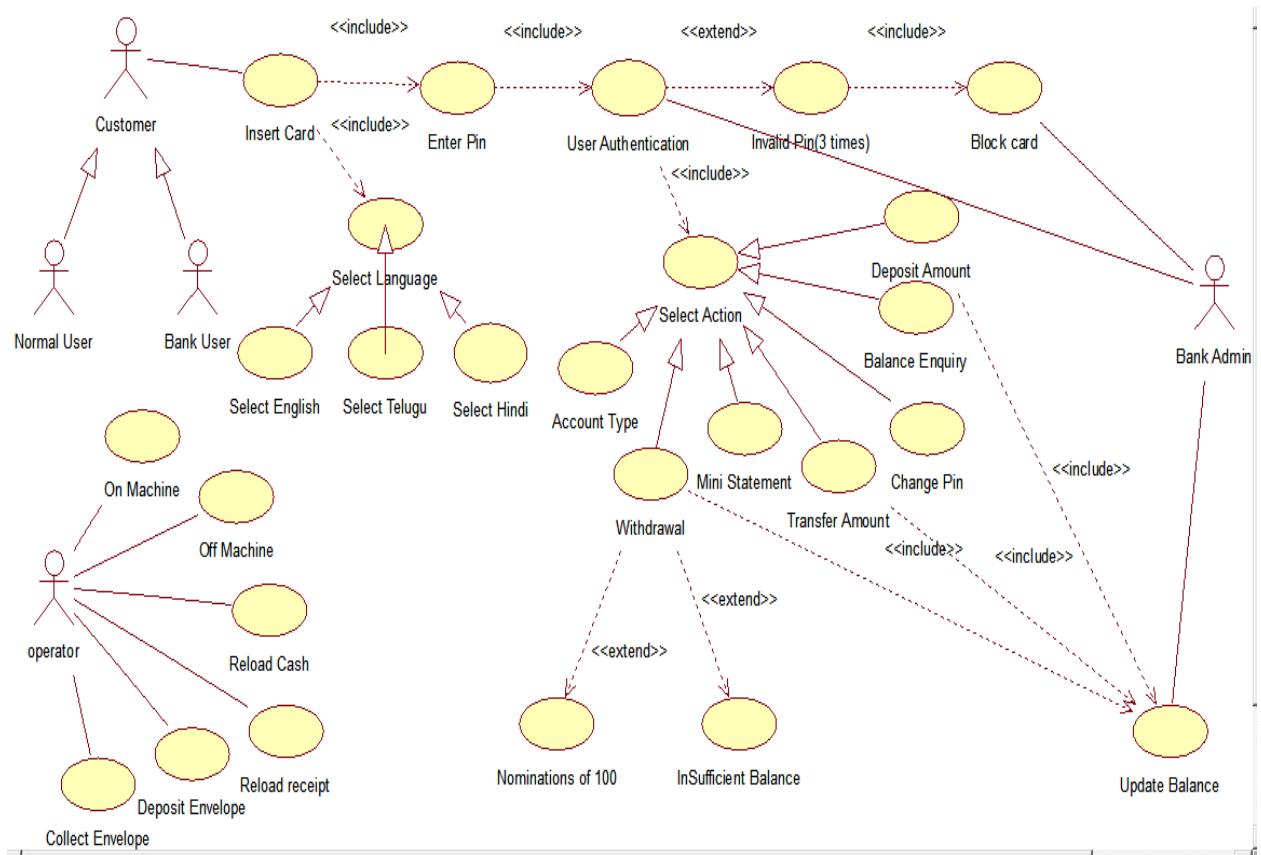 <<include>>
<<include>>
<<extend>>
<<include>>
Customer
Insert Card
<<include>>
Enter Pin
User Authentication
Invalid Pin(3 times)
Block card
<<include>>
Select Language
Deposit Amount
Select Action
Normal User
Bank User
Balance Enquiry
Bank Admin
Select English
Select Telugu
Select Hindi
Account Type
On Machine
Mini Statement
Change Pin
<<include>>
Off Machine
Withdrawal
Transfer Amount
<<include>>
<<include>>
<<extend>>
operator
Reload Cash
<<extend>>
Nominations of 100
InSufficient Balance
Update Balance
Reload receipt
Deposit Envelope
Collect Envelope